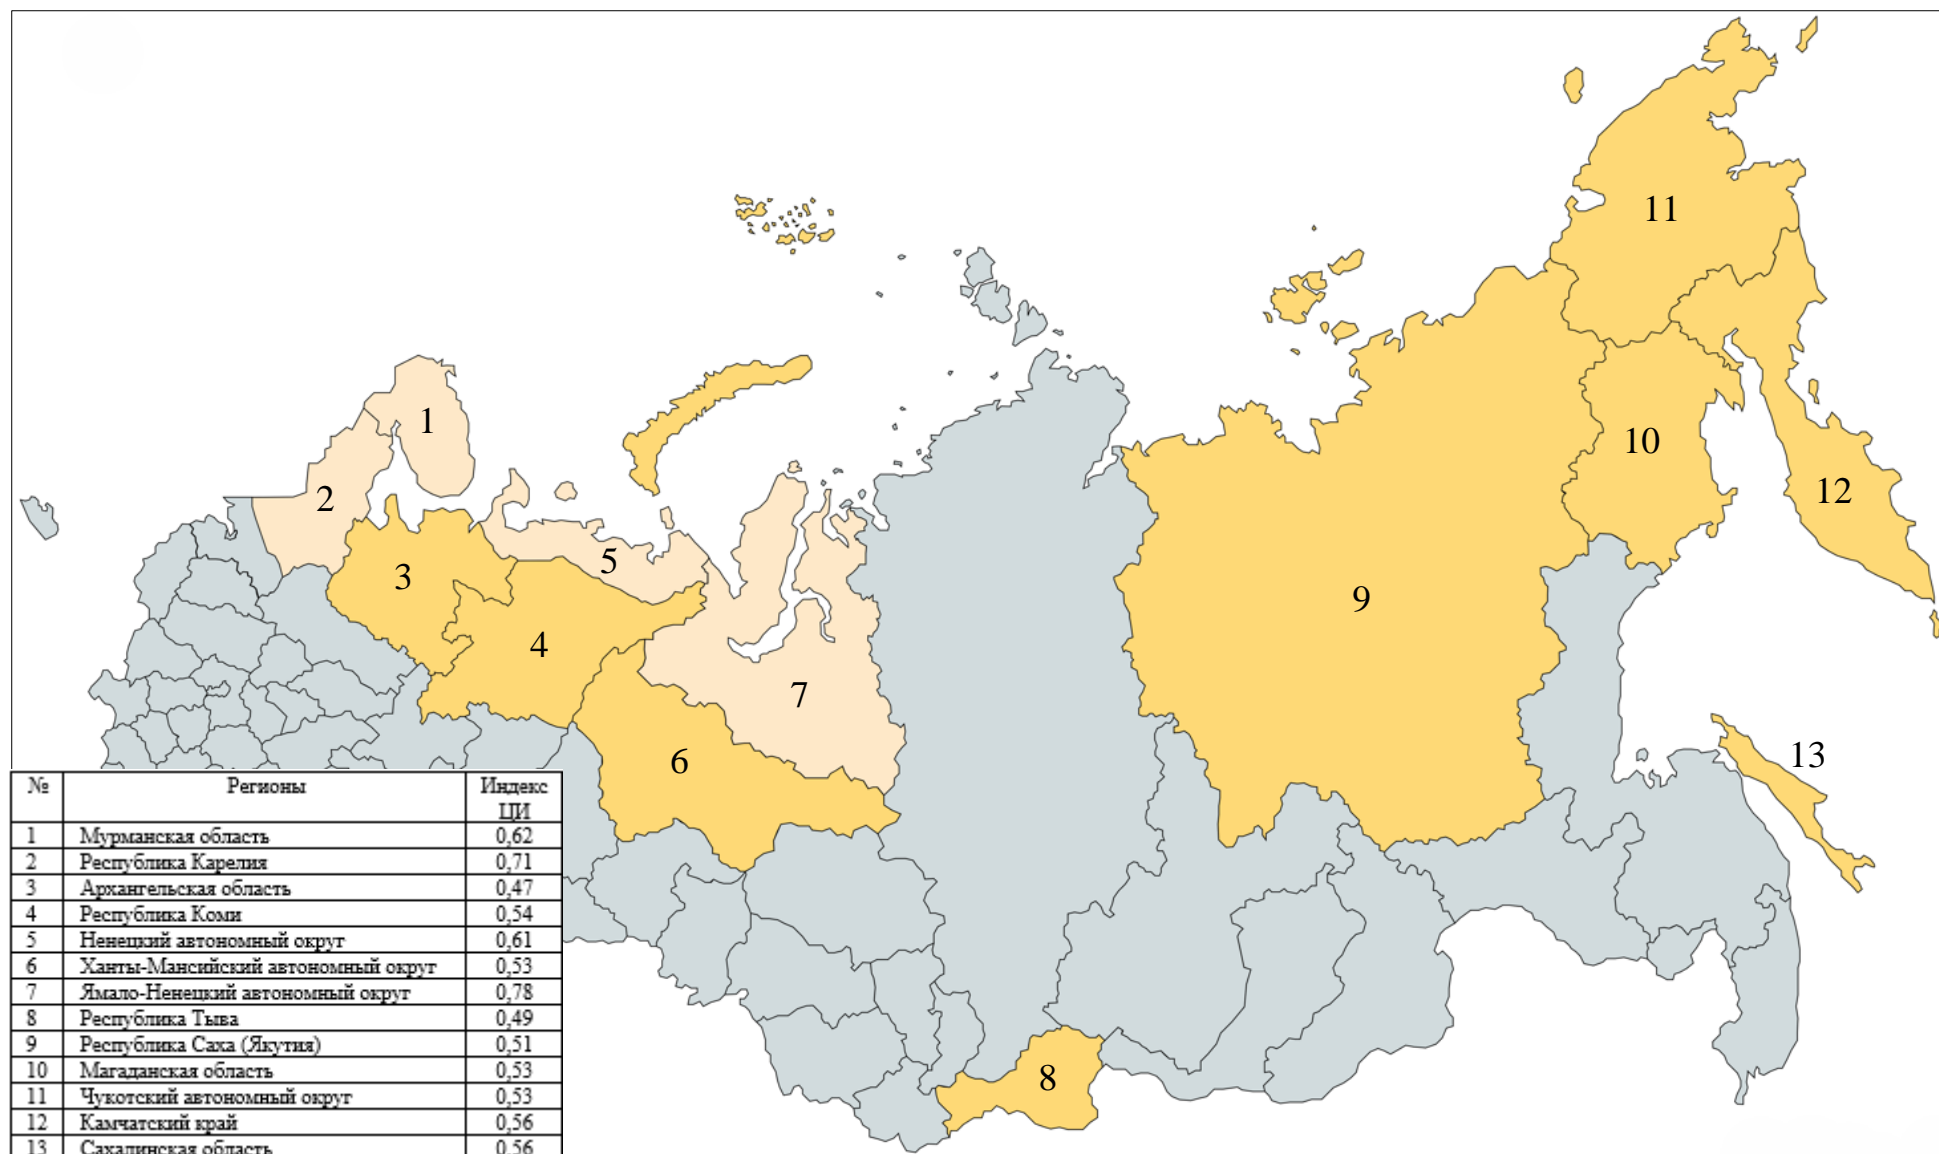 11
1
10
2
12
5
3
9
4
7
13
6
8
№ Регионы Индекс
ЦИ
1 Мурманская область 0,62
2 Республика Карелия 0,71
3 Архангельская область 0,47
4 Республика Коми 0,54
5 Ненецкий автономный округ 0,61
6 Ханты-Мансийский автономный округ 0,53
7 Ямало-Ненецкий автономный округ 0,78
8 Республика Тыва 0,49
9 Республика Саха (Якутия) 0,51
10 Магаданская область 0,53
11 Чукотский автономный округ 0,53
12 Камчатский край 0,56
13 Сахалинская область 0,56